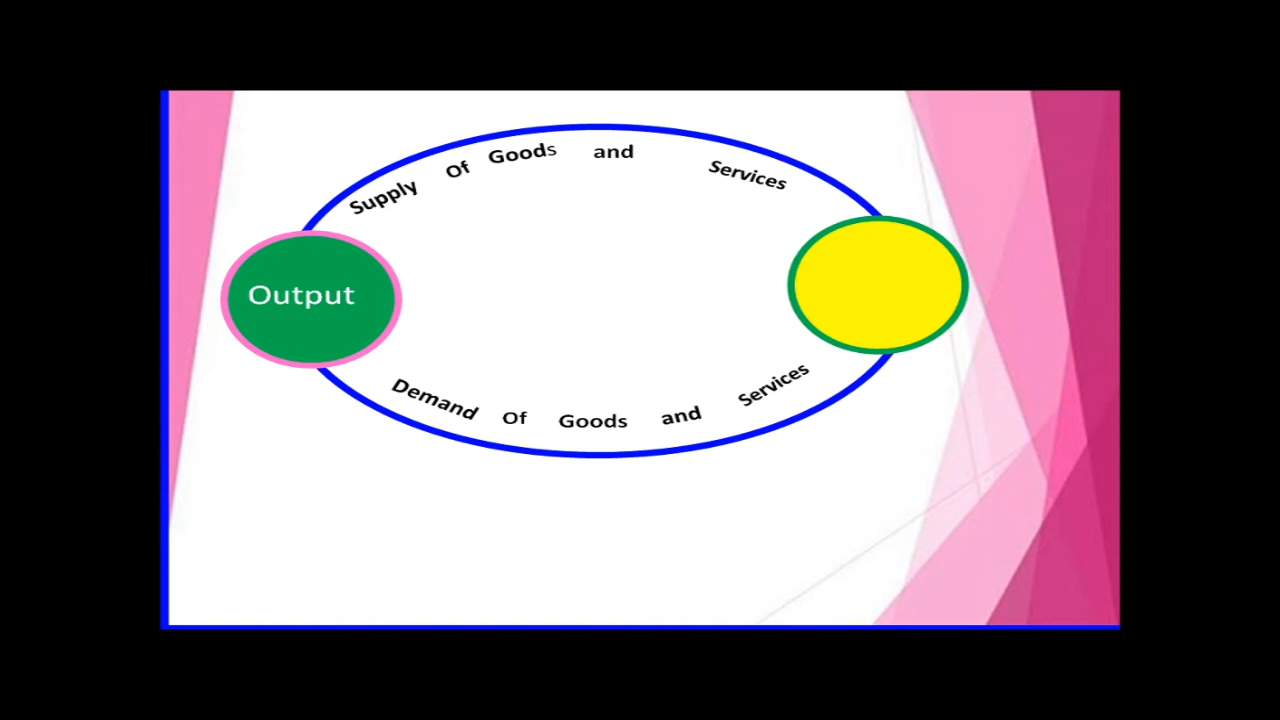 Supply Of Goods and Services
Output
Demand Of Goods and Services